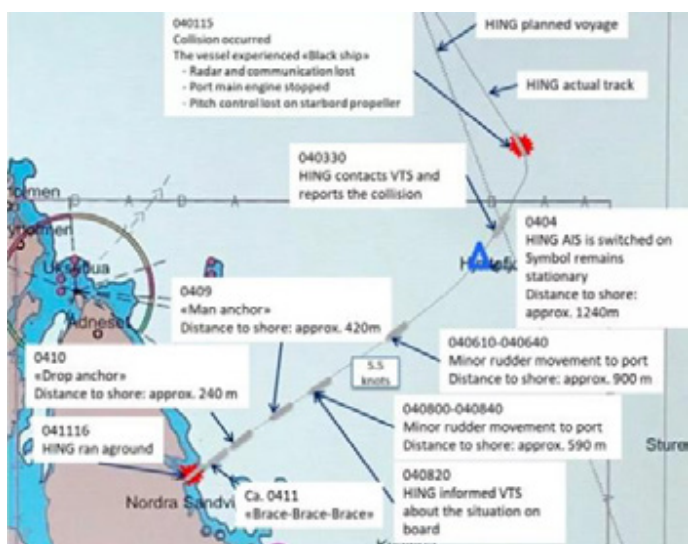 040115
Collision occurred
The vessel experienced «Black ship»
- Radar and communication lost
- Port main engine stopped
- Pitch control lost on starbord propeller
HING planned voyage
HING actual track
040330
HING contacts VTS and
reports the collision
0404
HING AIS is switched on
Symbol remains
stationary
Distance to shore:
approx. 1240m
0409
«Man anchor»
Distance to shore: approx. 420m
0410
«Drop anchor»
Distance to shore: approx. 240 m
5.5
knots
040610-040640
Minor rudder movement to port
Distance to shore: approx. 900 m
040800-040840
Minor rudder movement to port
Distance to shore: approx. 590 m
041116
HING ran aground
040820
HING informed VTS
about the situation on
board
Ca. 0411
«Brace-Brace-Brace»
Ådneset
Nordra Sandvi
Sture
D
A
D
A
B
A